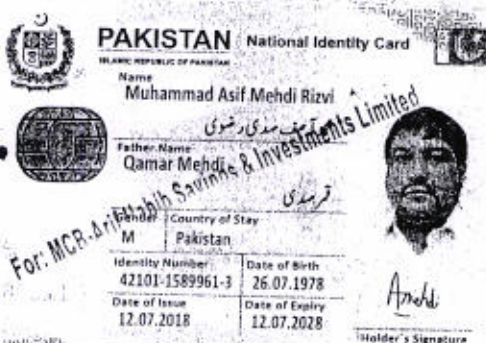 PAKISTAN National Identity Card
ISLAMIC REPUBLIC OF PAKISTAN
Name
Muhammad Asif Mehdi Rizvi
آصف مہدی رضوی
Father Name
Qamar Mehdi
قمر مہدی
Gender Country of Stay
M Pakistan
Identity Number Date of Birth
42101-1589961-3 26.07.1978
Date of Issue Date of Expiry
12.07.2018 12.07.2028
Amehdi
Holder's Signature
For: MCR-Arif Habib Savings & Investments Limited